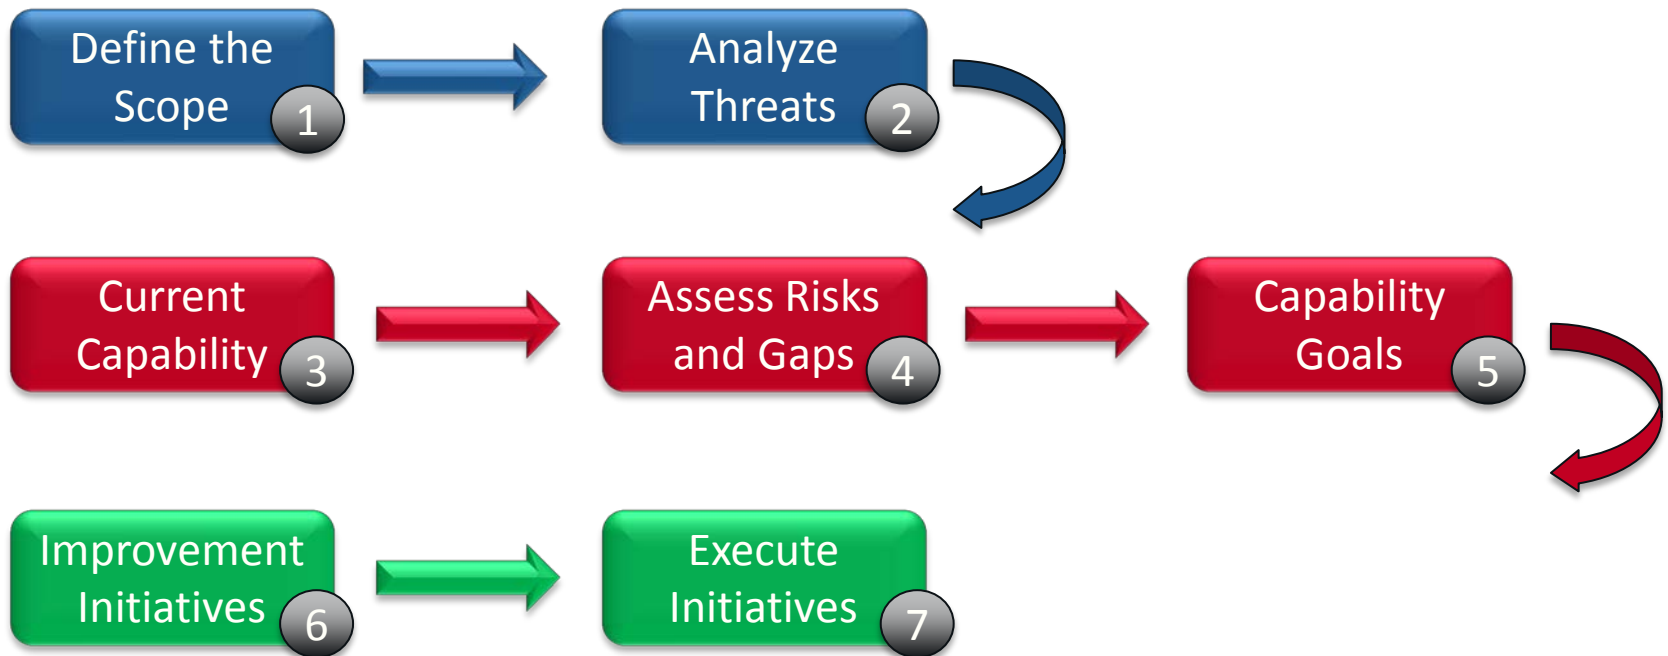 Define the
Scope
1
Analyze
Threats
2
Current
Capability
3
Assess Risks
and Gaps
4
Capability
Goals
5
Improvement
Initiatives
6
Execute
Initiatives
7